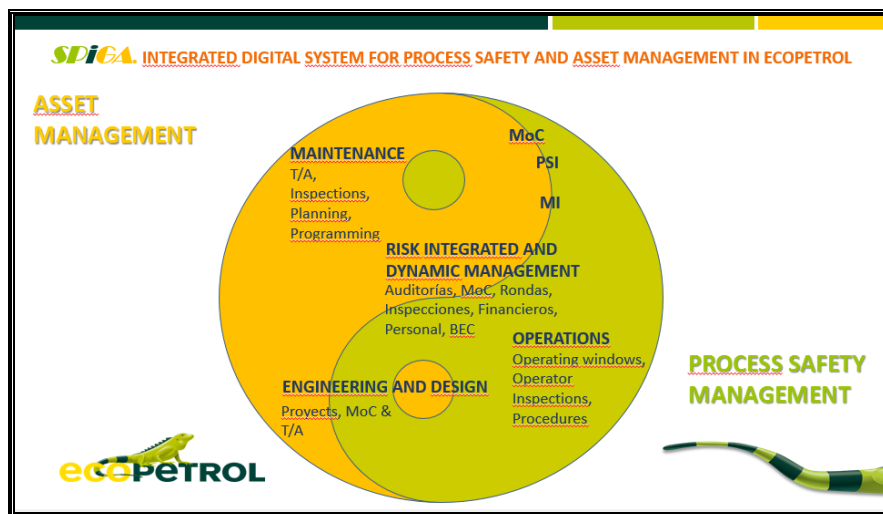 SPiGA. INTEGRATED DIGITAL SYSTEM FOR PROCESS SAFETY AND ASSET MANAGEMENT IN ECOPETROL
ASSET
MANAGEMENT
MoC
PSI
MI
MAINTENANCE
T/A,
Inspections,
Planning,
Programming
RISK INTEGRATED AND
DYNAMIC MANAGEMENT
Auditorías, MoC, Rondas,
Inspecciones, Financieros,
Personal, BEC
OPERATIONS
Operating windows,
Operator
Inspections,
Procedures
PROCESS SAFETY
MANAGEMENT
ENGINEERING AND DESIGN
Proyects, MoC &
T/A
ecoPETROL